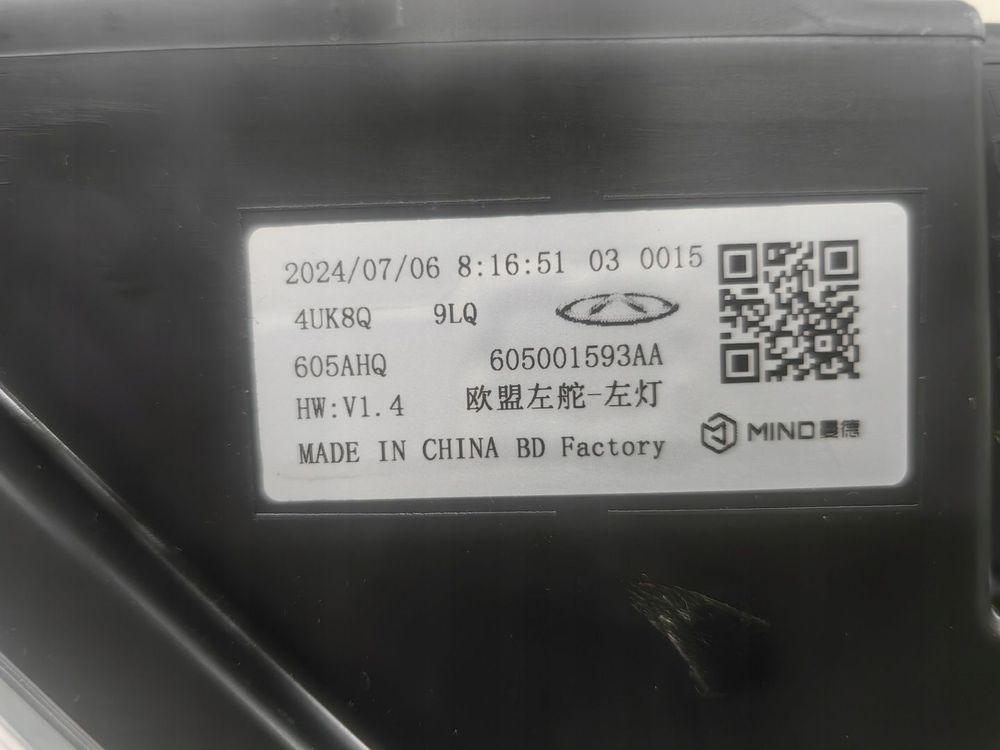 2024/07/06 8:16:51 03 0015
4UK8Q 9LQ
605AHQ 605001593AA
HW:V1.4 欧盟左舵-左灯
MADE IN CHINA BD Factory
MIND曼德